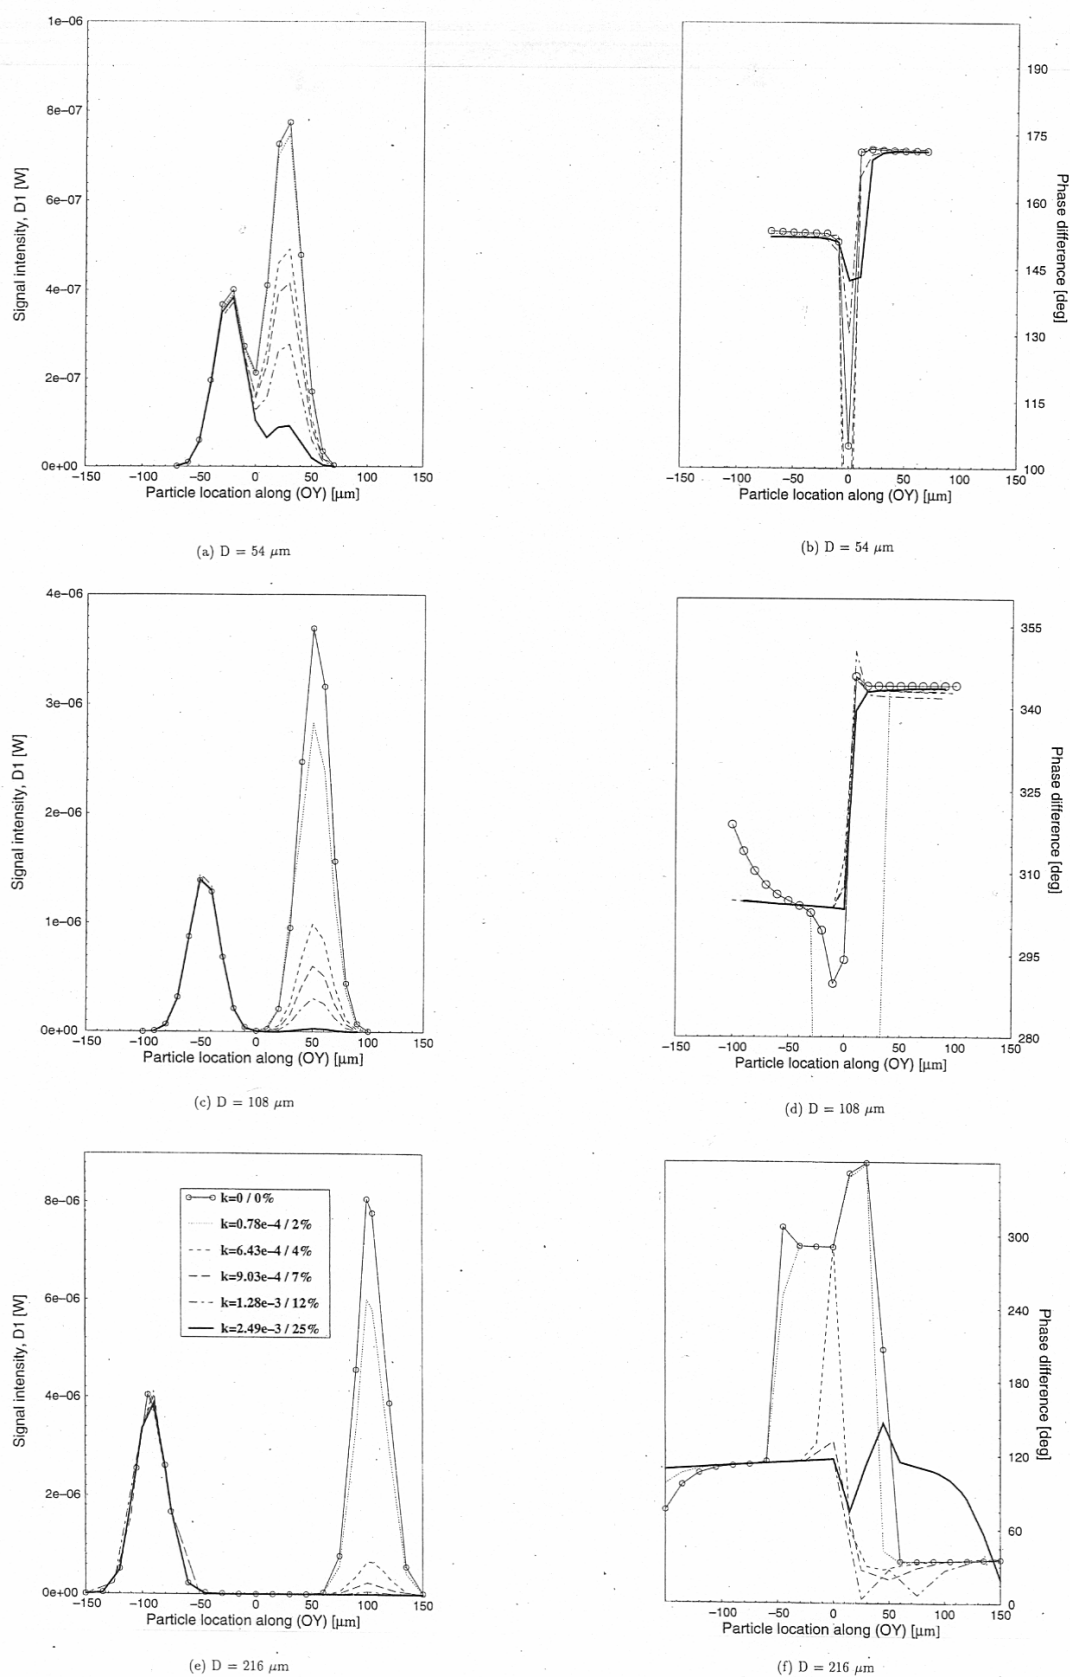 1e−06
8e−07
6e−07
4e−07
2e−07
0e+00
Signal intensity, D1 [W]
−150 −100 −50 0 50 100 150
Particle location along (OY) [μm]
(a) D = 54 μm
190
175
160
145
130
115
100
Phase difference [deg]
−150 −100 −50 0 50 100 150
Particle location along (OY) [μm]
(b) D = 54 μm
4e−06
3e−06
2e−06
1e−06
0e+00
Signal intensity, D1 [W]
−150 −100 −50 0 50 100 150
Particle location along (OY) [μm]
(c) D = 108 μm
355
340
325
310
295
280
Phase difference [deg]
−150 −100 −50 0 50 100 150
Particle location along (OY) [μm]
(d) D = 108 μm
8e−06
6e−06
4e−06
2e−06
0e+00
Signal intensity, D1 [W]
k=0 / 0%
k=0.78e−4 / 2%
k=6.43e−4 / 4%
k=9.03e−4 / 7%
k=1.28e−3 / 12%
k=2.49e−3 / 25%
−150 −100 −50 0 50 100 150
Particle location along (OY) [μm]
(e) D = 216 μm
300
240
180
120
60
0
Phase difference [deg]
−100 −50 0 50 100 150
Particle location along (OY) [μm]
(f) D = 216 μm